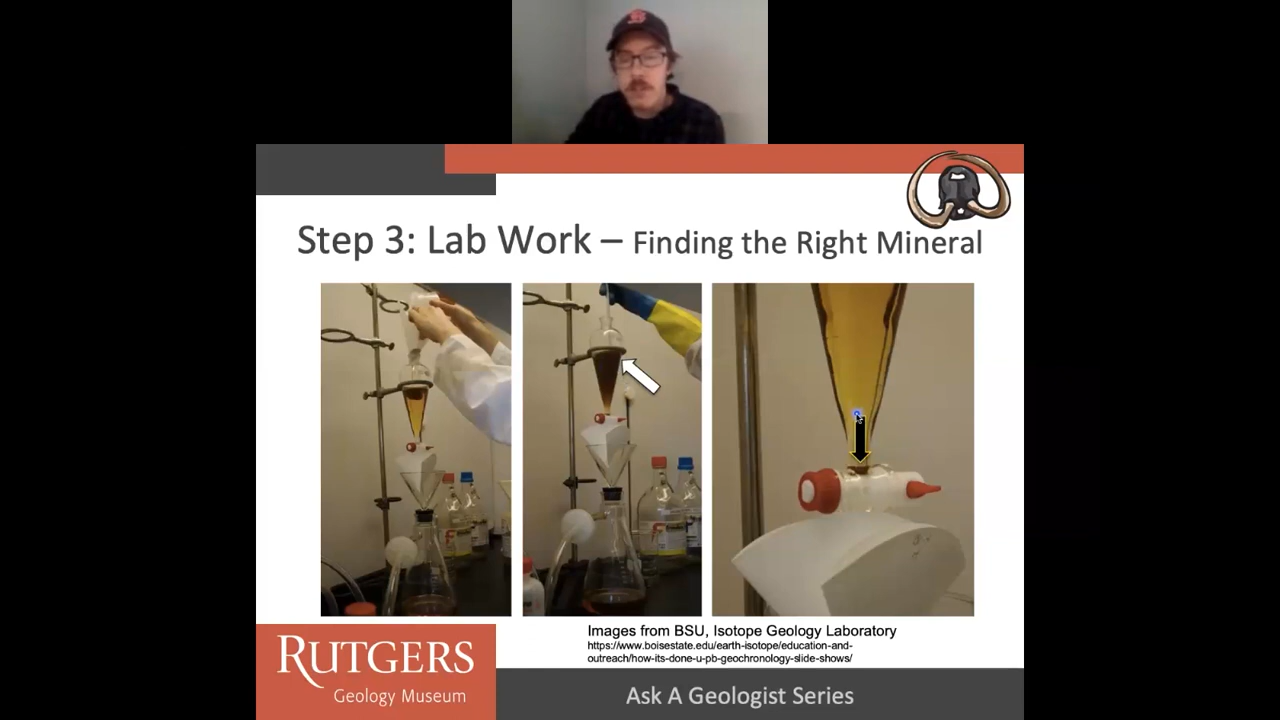 Step 3: Lab Work – Finding the Right Mineral
Images from BSU, Isotope Geology Laboratory
https://www.boisestate.edu/earth-isotope/education-and-
outreach/how-its-done-u-pb-geochronology-slide-shows/
RUTGERS
Geology Museum
Ask A Geologist Series